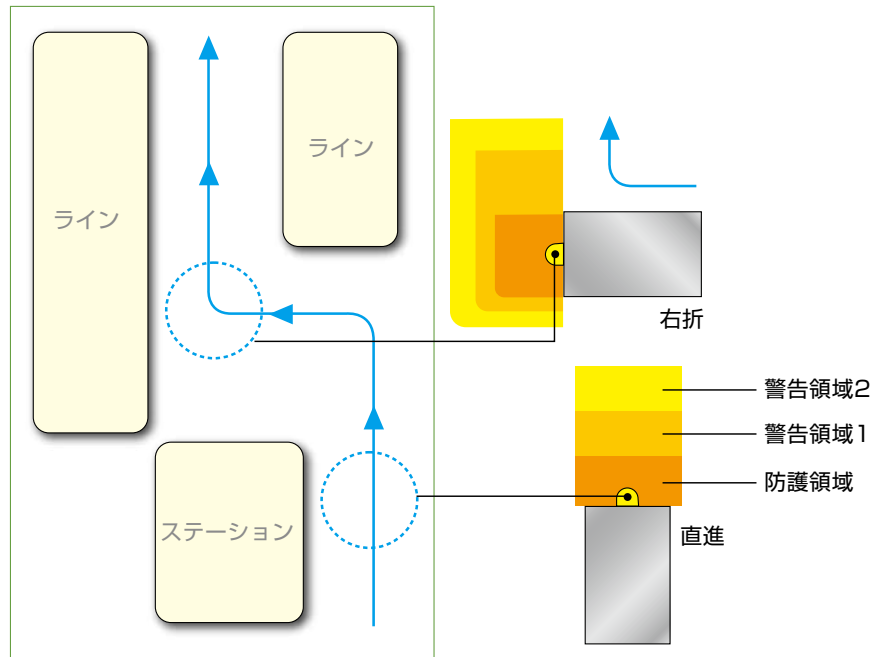 ライン
ライン
ステーション
右折
警告領域2
警告領域1
防護領域
直進